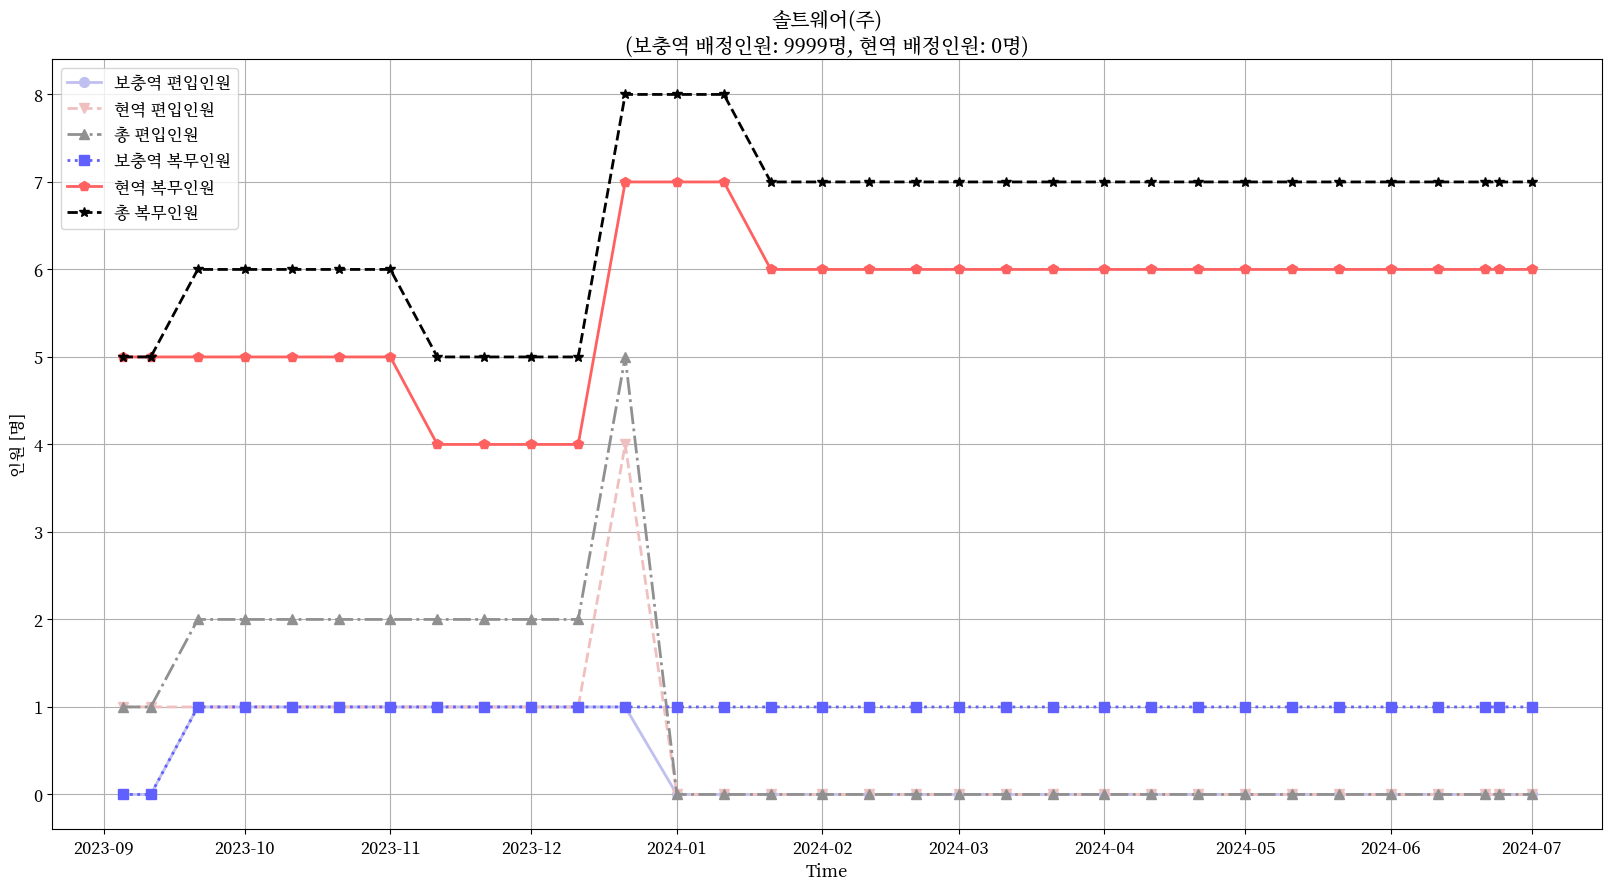 솔트웨어(주)
(보충역 배정인원: 9999명, 현역 배정인원: 0명)
보충역 편입인원
현역 편입인원
총 편입인원
보충역 복무인원
현역 복무인원
총 복무인원
8
7
6
5
4
3
2
1
0
인원 [명]
2023-09 2023-10 2023-11 2023-12 2024-01 2024-02 2024-03 2024-04 2024-05 2024-06 2024-07
Time